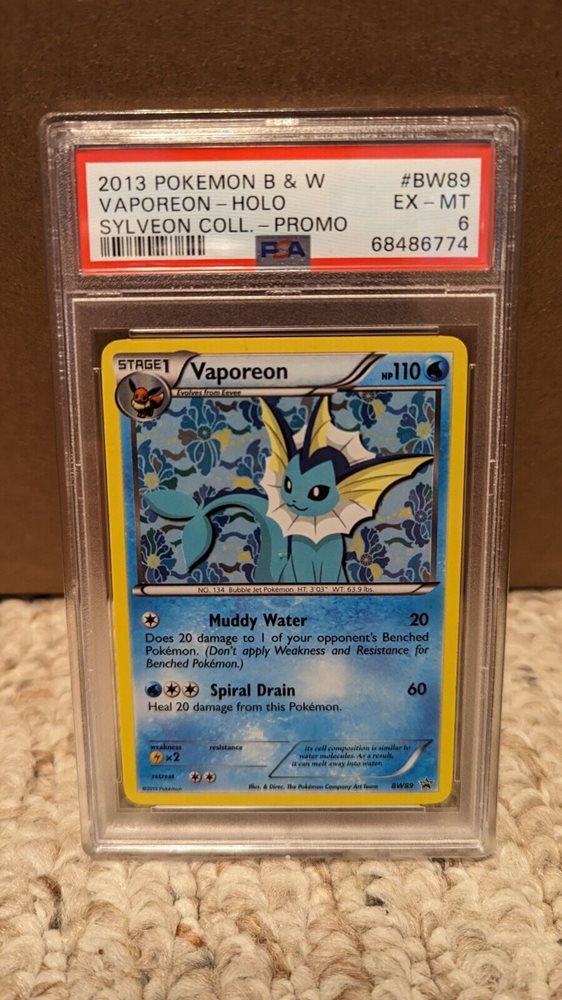 2013 POKEMON B & W #BW89
VAPOREON - HOLO EX - MT
SYLVEON COLL. - PROMO 6
PSA 68486774
STAGE 1 Vaporeon HP 110
Evolves from Eevee
NO. 134 Bubble Jet Pokémon HT: 3'03" WT: 63.9 lbs.
Muddy Water 20
Does 20 damage to 1 of your opponent's Benched
Pokémon. (Don't apply Weakness and Resistance for
Benched Pokémon.)
Spiral Drain 60
Heal 20 damage from this Pokémon.
weakness resistance
×2
retreat
Its cell composition is similar to
water molecules. As a result,
it can melt away into water.
©2013 Pokémon Illus. & Direc. The Pokémon Company Art Team BW89